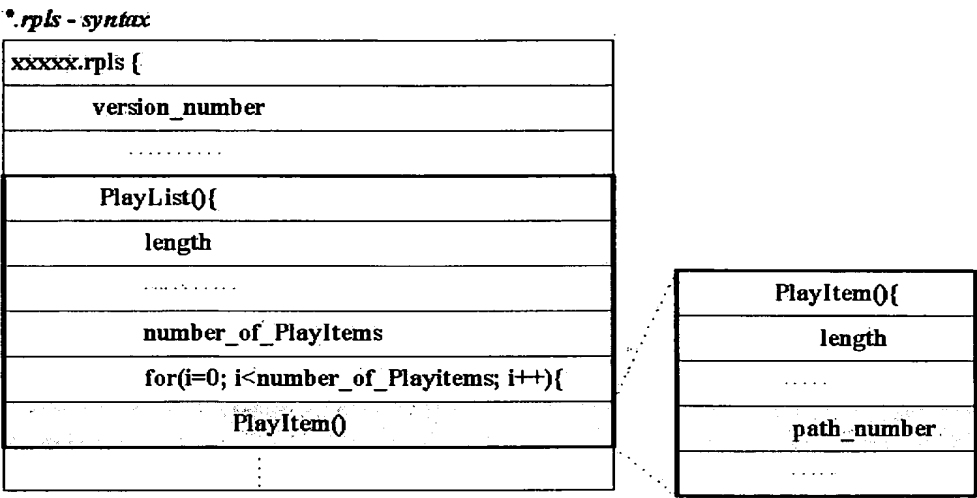 *.rpls - syntax
xxxxx.rpls {
version_number
..........
PlayList(){
length
..........
number_of_PlayItems
for(i=0; i<number_of_Playitems; i++){
PlayItem()
PlayItem(){
length
.....
path_number
.....